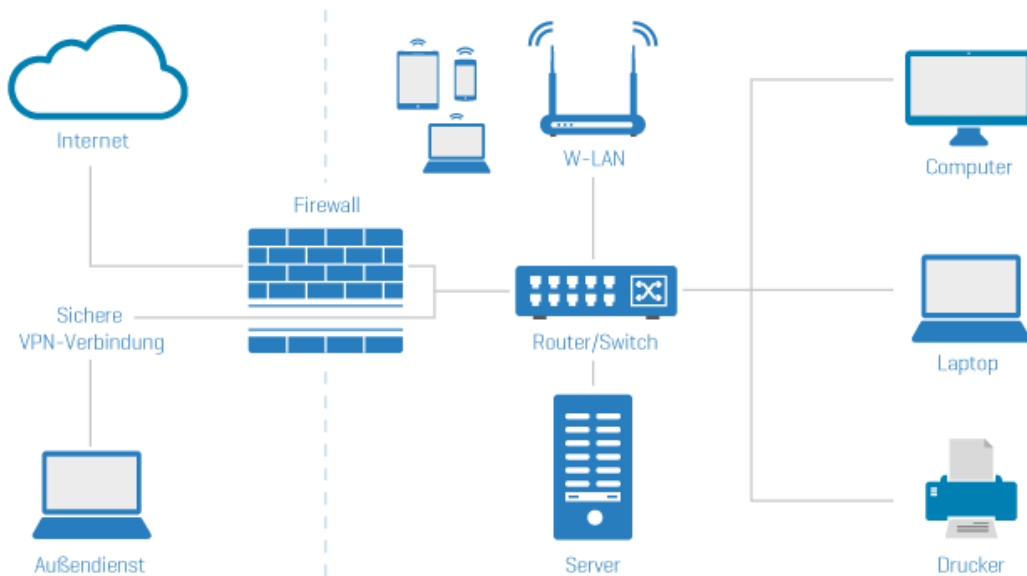 Internet
W-LAN
Computer
Firewall
Sichere
VPN-Verbindung
Router/Switch
Laptop
Außendienst
Server
Drucker